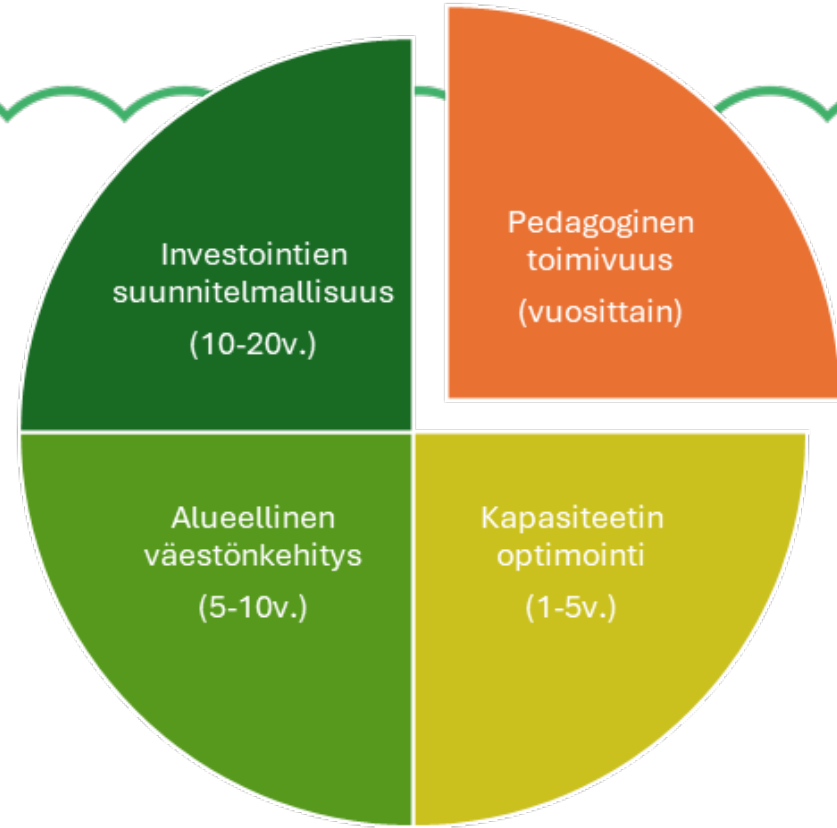 Investointien
suunnitelmallisuus
(10-20v.)
Pedagoginen
toimivuus
(vuosittain)
Alueellinen
väestönkehitys
(5-10v.)
Kapasiteetin
optimointi
(1-5v.)